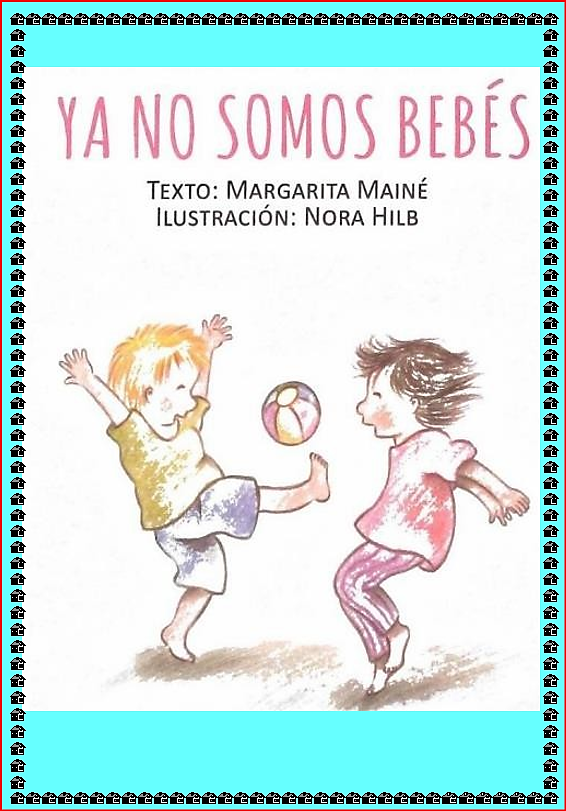 YA NO SOMOS BEBÉS
TEXTO: MARGARITA MAINÉ
ILUSTRACIÓN: NORA HILB